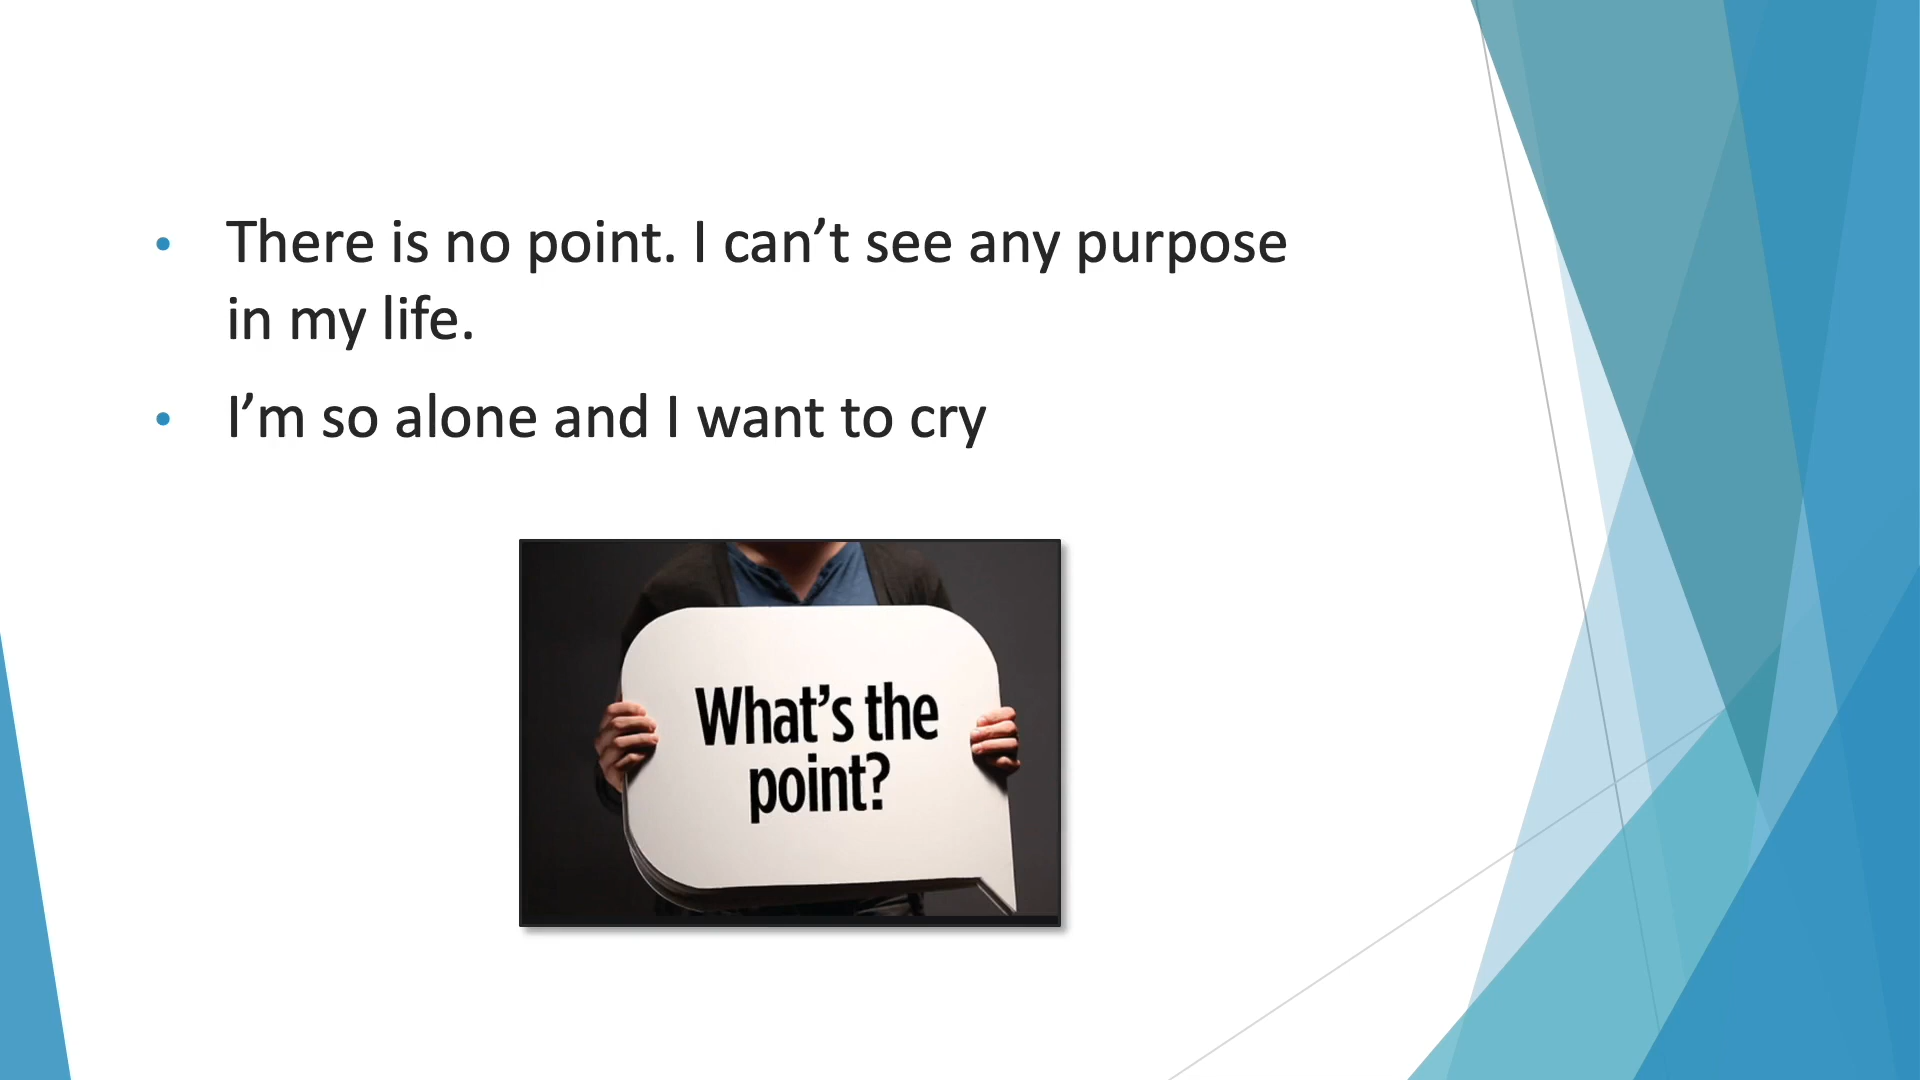 • There is no point. I can’t see any purpose
in my life.
• I’m so alone and I want to cry
What’s the
point?